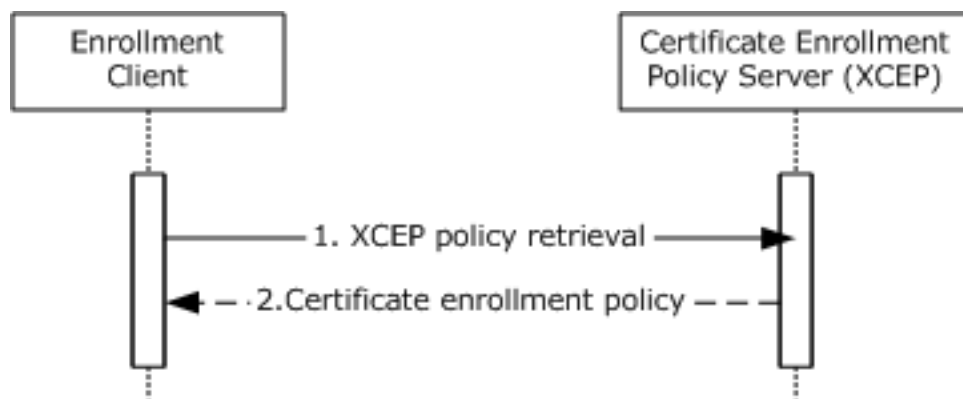 Enrollment
Client
Certificate Enrollment
Policy Server (XCEP)
1. XCEP policy retrieval
2.Certificate enrollment policy